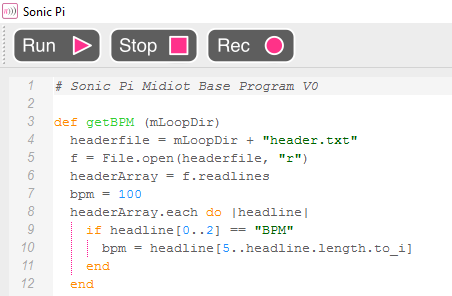 Sonic Pi
Run Stop Rec
1 # Sonic Pi Midiot Base Program V0
2
3 def getBPM (mLoopDir)
4   headerfile = mLoopDir + "header.txt"
5   f = File.open(headerfile, "r")
6   headerArray = f.readlines
7   bpm = 100
8   headerArray.each do |headline|
9     if headline[0..2] == "BPM"
10       bpm = headline[5..headline.length.to_i]
11     end
12   end